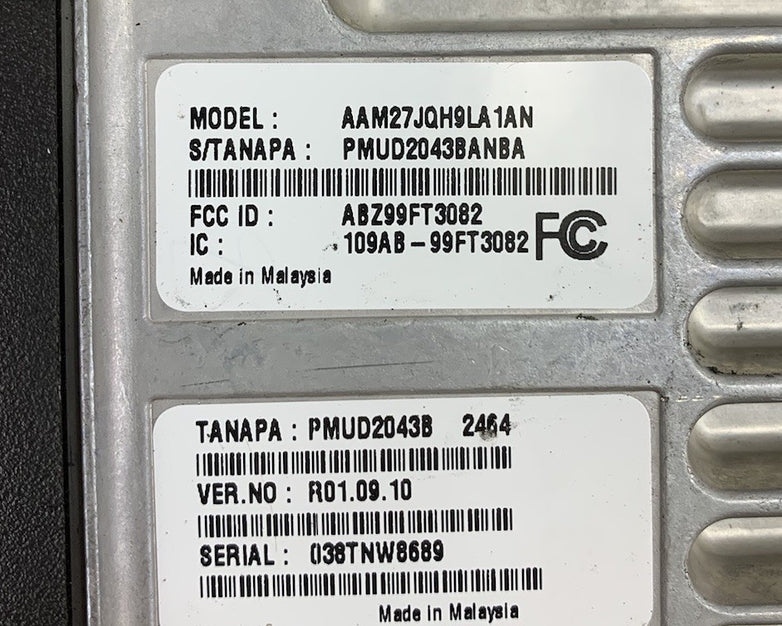 MODEL : AAM27JQH9LA1AN
S/TANAPA : PMUD2043BANBA
FCC ID : ABZ99FT3082
IC : 109AB-99FT3082 FC
Made in Malaysia
TANAPA : PMUD2043B 2464
VER.NO : R01.09.10
SERIAL : 038TNW8689
Made in Malaysia